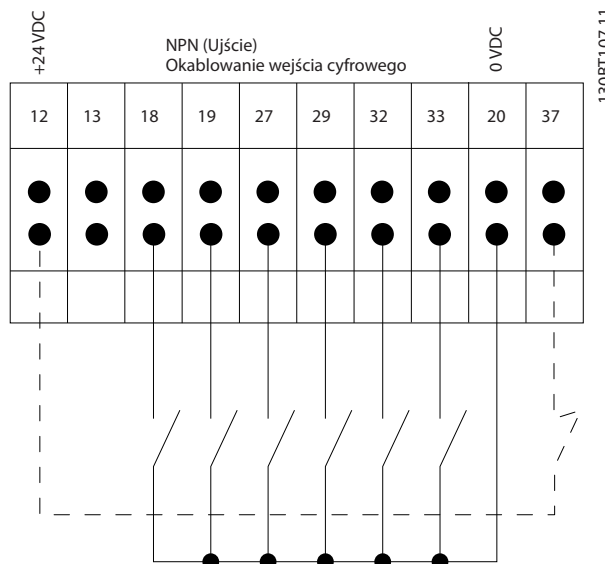 +24 VDC
NPN (Ujście)
Okablowanie wejścia cyfrowego
0 VDC
130BT107.11
12 13 18 19 27 29 32 33 20 37